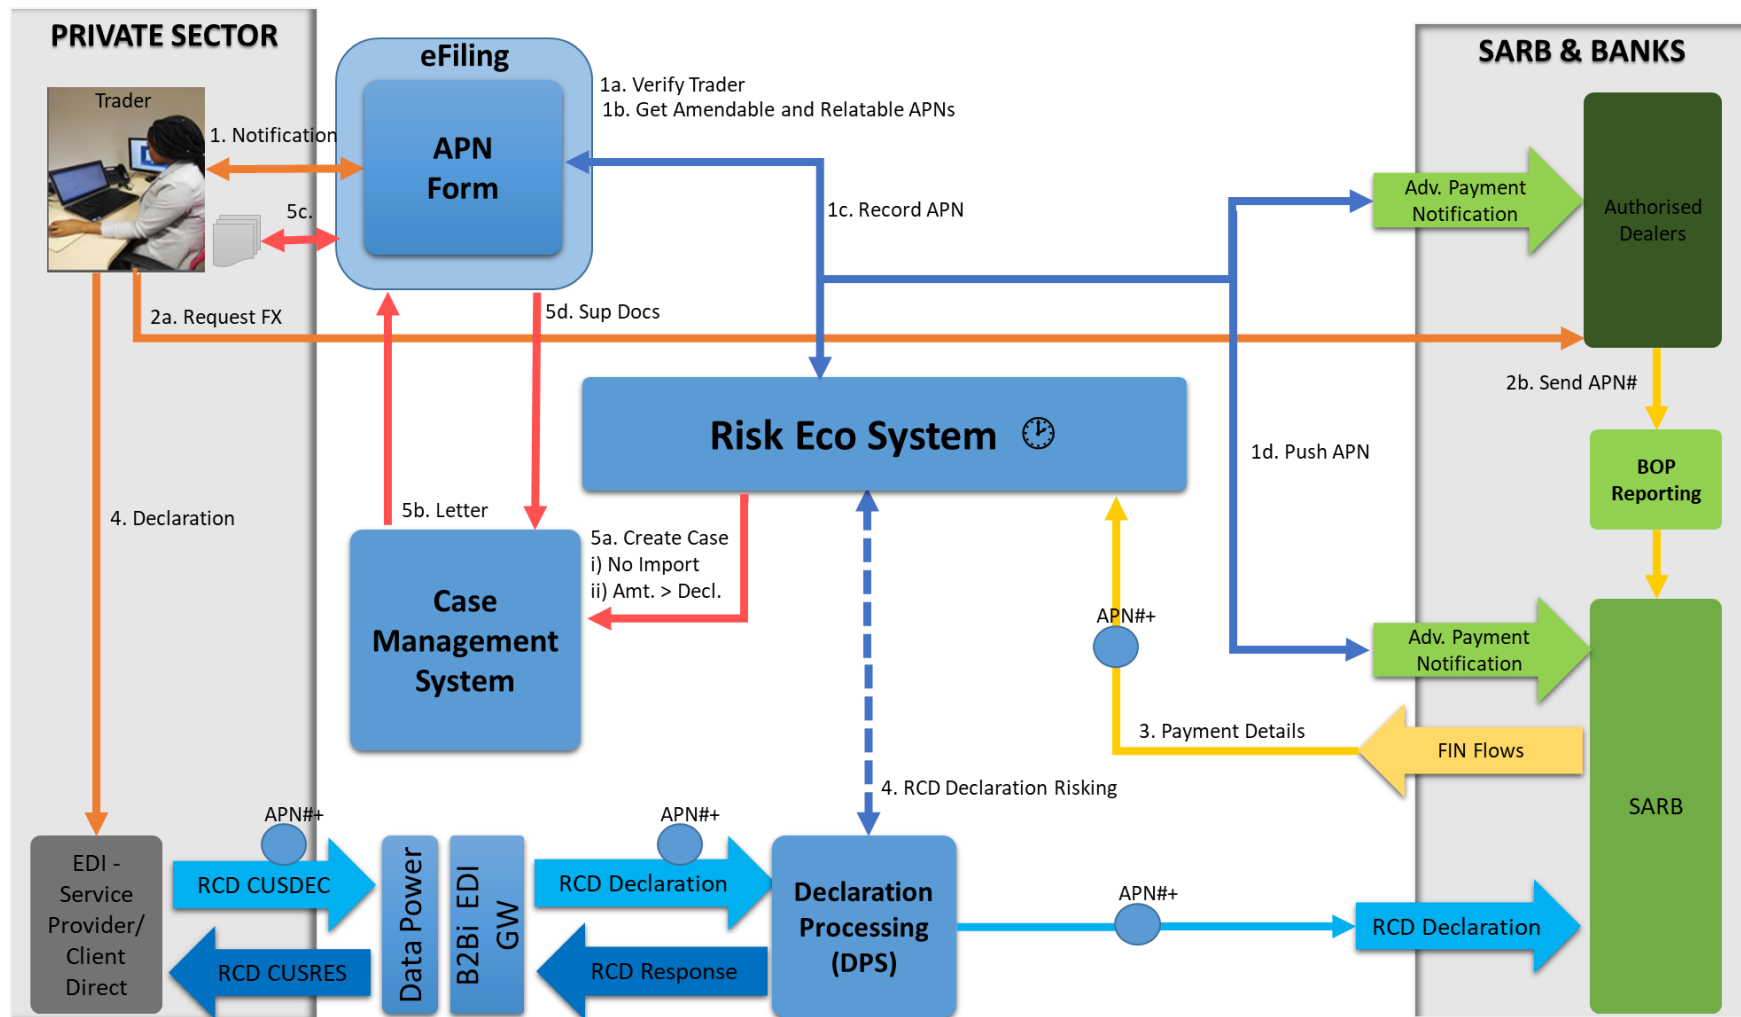 PRIVATE SECTOR
eFiling
SARB & BANKS
Trader
1a. Verify Trader
1b. Get Amendable and Relatable APNs
1. Notification
APN
Form
5c.
1c. Record APN
Adv. Payment
Notification
Authorised
Dealers
2a. Request FX
5d. Sup Docs
2b. Send APN#
Risk Eco System
1d. Push APN
BOP
Reporting
4. Declaration
5b. Letter
5a. Create Case
i) No Import
ii) Amt. > Decl.
Case
Management
System
APN#+
Adv. Payment
Notification
3. Payment Details
FIN Flows
4. RCD Declaration Risking
SARB
APN#+
APN#+
EDI -
Service
Provider/
Client
Direct
RCD CUSDEC
RCD CUSRES
Data Power
B2Bi EDI
GW
RCD Declaration
RCD Response
Declaration
Processing
(DPS)
APN#+
RCD Declaration